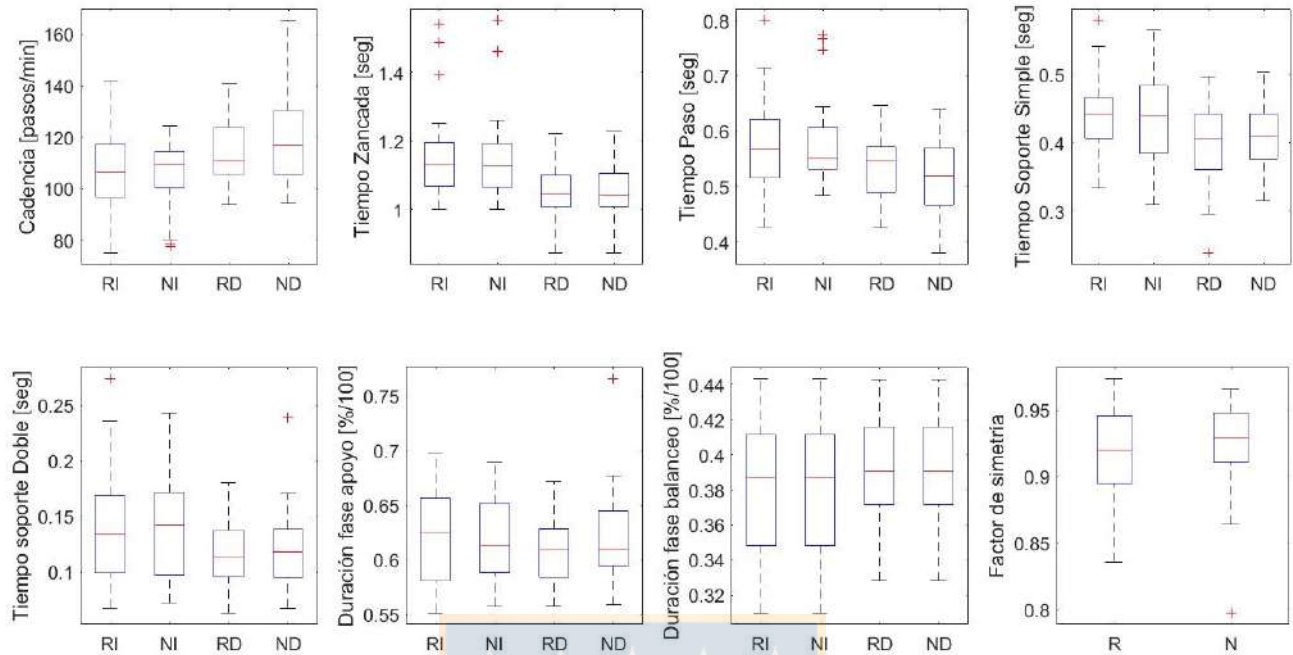 Cadencia [pasos/min]
160
140
120
100
80
RI NI RD ND
Tiempo Zancada [seg]
1.4
1.2
1
RI NI RD ND
Tiempo Paso [seg]
0.8
0.7
0.6
0.5
0.4
RI NI RD ND
Tiempo Soporte Simple [seg]
0.5
0.4
0.3
RI NI RD ND
Tiempo soporte Doble [seg]
0.25
0.2
0.15
0.1
RI NI RD ND
Duración fase apoyo [%/100]
0.75
0.7
0.65
0.6
0.55
RI NI RD ND
Duración fase balanceo [%/100]
0.44
0.42
0.4
0.38
0.36
0.34
0.32
RI NI RD ND
Factor de simetria
0.95
0.9
0.85
0.8
R N